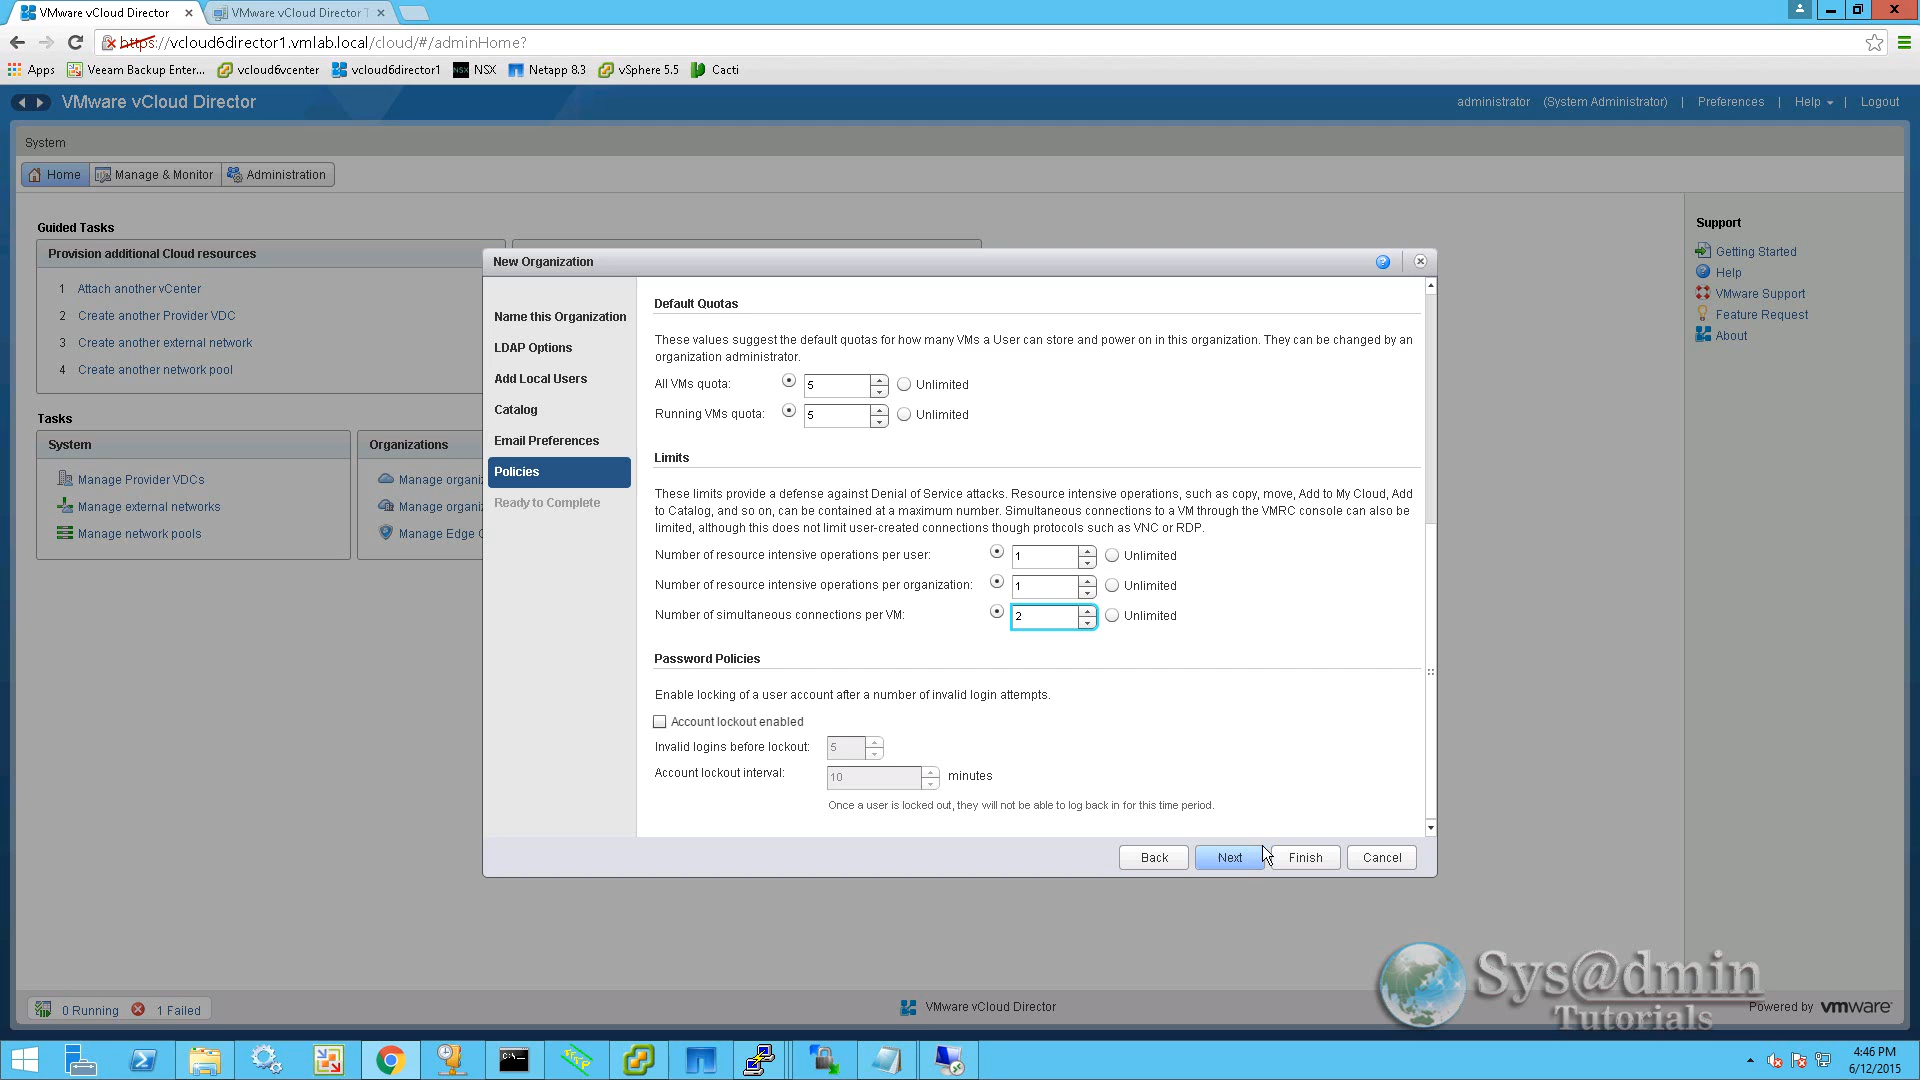 VMware vCloud Director
VMware vCloud Director T
https://vcloud6director1.vmlab.local/cloud/#/adminHome?
Apps
Veeam Backup Enter...
vcloud6vcenter
vcloud6director1
NSX
Netapp 8.3
vSphere 5.5
Cacti
VMware vCloud Director
administrator (System Administrator) | Preferences | Help | Logout
System
Home
Manage & Monitor
Administration
Guided Tasks
Provision additional Cloud resources
1 Attach another vCenter
2 Create another Provider VDC
3 Create another external network
4 Create another network pool
Tasks
System
Manage Provider VDCs
Manage external networks
Manage network pools
Organizations
Manage organi
Manage organi
Manage Edge
New Organization
Name this Organization
LDAP Options
Add Local Users
Catalog
Email Preferences
Policies
Ready to Complete
Default Quotas
These values suggest the default quotas for how many VMs a User can store and power on in this organization. They can be changed by an
organization administrator.
All VMs quota: 5 Unlimited
Running VMs quota: 5 Unlimited
Limits
These limits provide a defense against Denial of Service attacks. Resource intensive operations, such as copy, move, Add to My Cloud, Add
to Catalog, and so on, can be contained at a maximum number. Simultaneous connections to a VM through the VMRC console can also be
limited, although this does not limit user-created connections though protocols such as VNC or RDP.
Number of resource intensive operations per user: 1 Unlimited
Number of resource intensive operations per organization: 1 Unlimited
Number of simultaneous connections per VM: 2 Unlimited
Password Policies
Enable locking of a user account after a number of invalid login attempts.
Account lockout enabled
Invalid logins before lockout: 5
Account lockout interval: 10 minutes
Once a user is locked out, they will not be able to log back in for this time period.
Back
Next
Finish
Cancel
Support
Getting Started
Help
VMware Support
Feature Request
About
0 Running
1 Failed
VMware vCloud Director
Sys@dmin
Tutorials
Powered by vmware
4:46 PM
6/12/2015